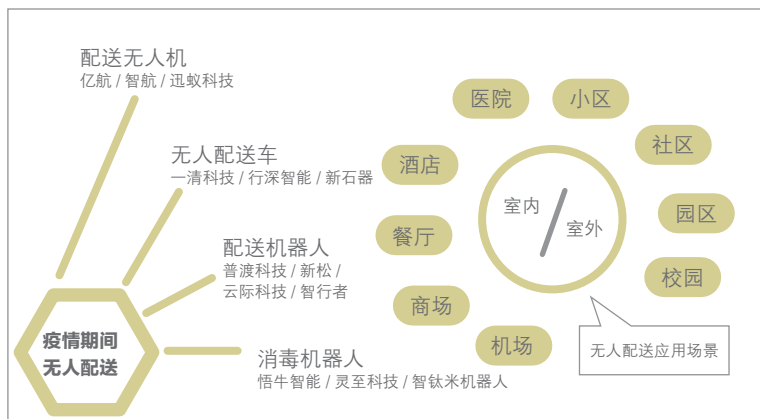 配送无人机
亿航 / 智航 / 迅蚁科技
无人配送车
一清科技 / 行深智能 / 新石器
配送机器人
普渡科技 / 新松 /
云际科技 / 智行者
消毒机器人
悟牛智能 / 灵至科技 / 智钛米机器人
疫情期间
无人配送
医院
小区
酒店
社区
餐厅
园区
商场
校园
机场
室内
室外
无人配送应用场景